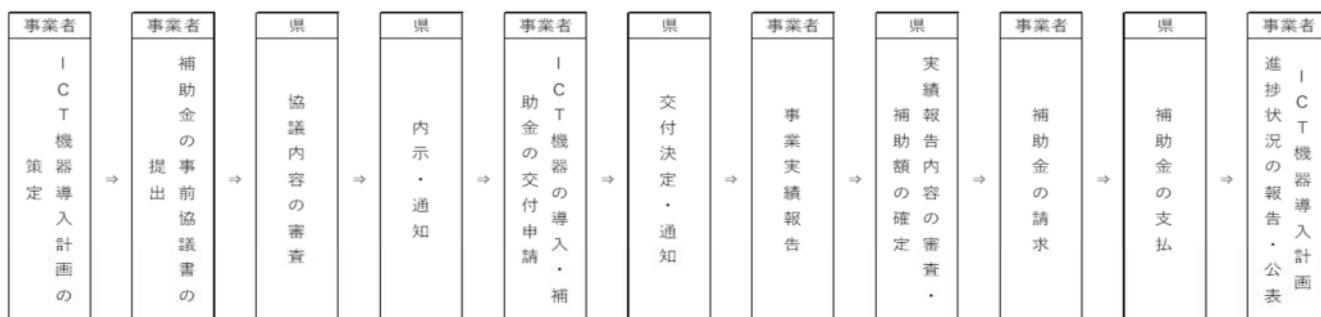 事業者
ICT機器導入計画の
策定
⇒
事業者
補助金の事前協議書の
提出
⇒
県
協議内容の審査
⇒
県
内示・通知
⇒
事業者
ICT機器の導入・補
助金の交付申請
⇒
県
交付決定・通知
⇒
事業者
事業実績報告
⇒
県
実績報告内容の審査・
補助額の確定
⇒
事業者
補助金の請求
⇒
県
補助金の支払
⇒
事業者
ICT機器導入計画
進捗状況の報告・公表